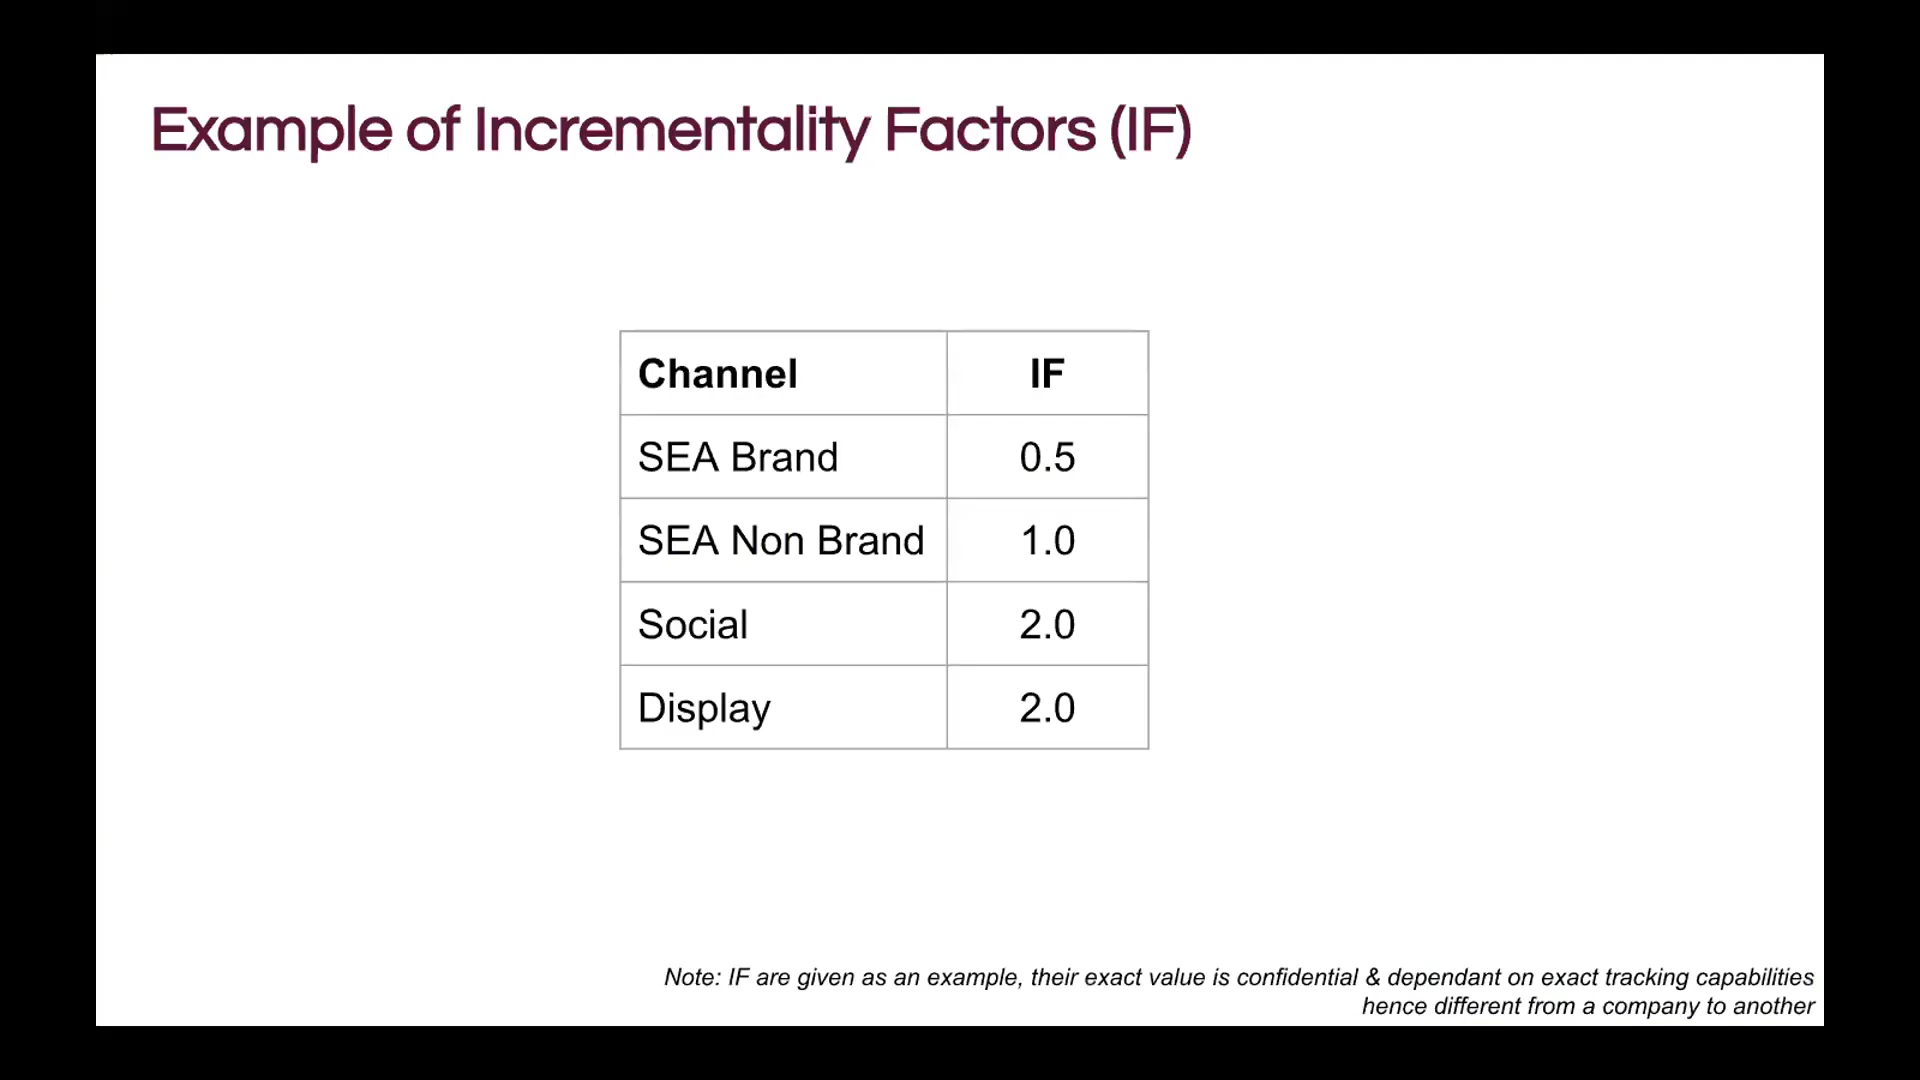 Example of Incrementality Factors (IF)
Channel IF
SEA Brand 0.5
SEA Non Brand 1.0
Social 2.0
Display 2.0
Note: IF are given as an example, their exact value is confidential & dependant on exact tracking capabilities
hence different from a company to another